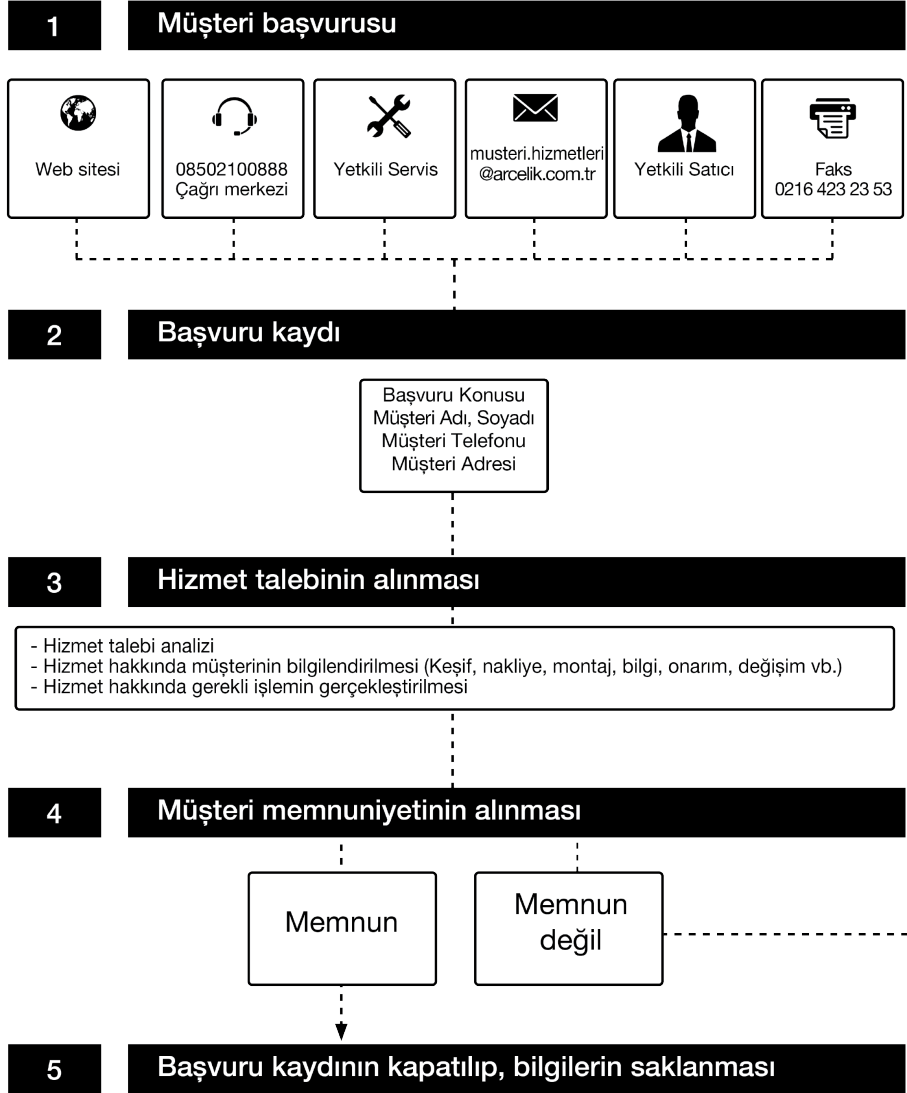 1
Müşteri başvurusu
Web sitesi
08502100888
Çağrı merkezi
Yetkili Servis
musteri.hizmetleri
@arcelik.com.tr
Yetkili Satıcı
Faks
0216 423 23 53
2
Başvuru kaydı
Başvuru Konusu
Müşteri Adı, Soyadı
Müşteri Telefonu
Müşteri Adresi
3
Hizmet talebinin alınması
- Hizmet talebi analizi
- Hizmet hakkında müşterinin bilgilendirilmesi (Keşif, nakliye, montaj, bilgi, onarım, değişim vb.)
- Hizmet hakkında gerekli işlemin gerçekleştirilmesi
4
Müşteri memnuniyetinin alınması
Memnun
Memnun
değil
5
Başvuru kaydının kapatılıp, bilgilerin saklanması